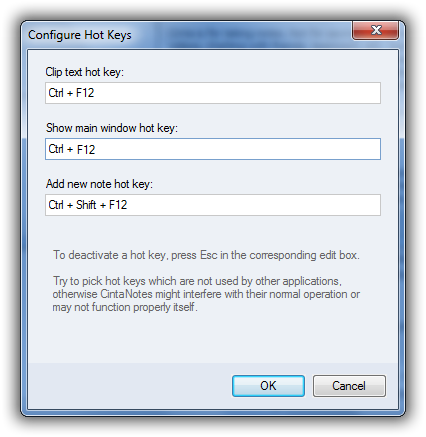 Configure Hot Keys
Clip text hot key:
Ctrl + F12
Show main window hot key:
Ctrl + F12
Add new note hot key:
Ctrl + Shift + F12
To deactivate a hot key, press Esc in the corresponding edit box.
Try to pick hot keys which are not used by other applications,
otherwise CintaNotes might interfere with their normal operation or
may not function properly itself.
OK
Cancel